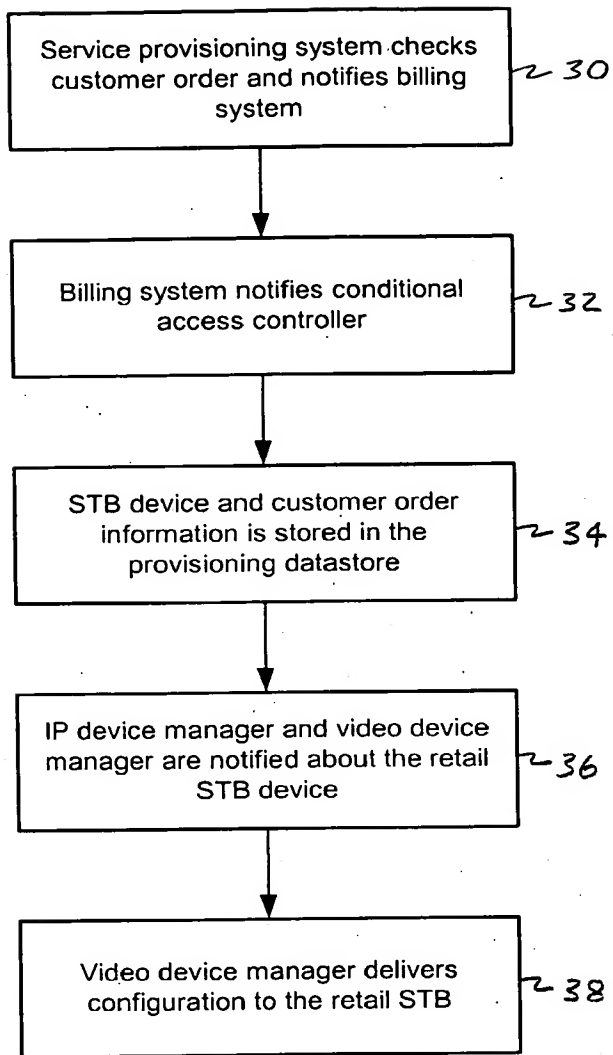 Service provisioning system checks
customer order and notifies billing
system
30
Billing system notifies conditional
access controller
32
STB device and customer order
information is stored in the
provisioning datastore
34
IP device manager and video device
manager are notified about the retail
STB device
36
Video device manager delivers
configuration to the retail STB
38